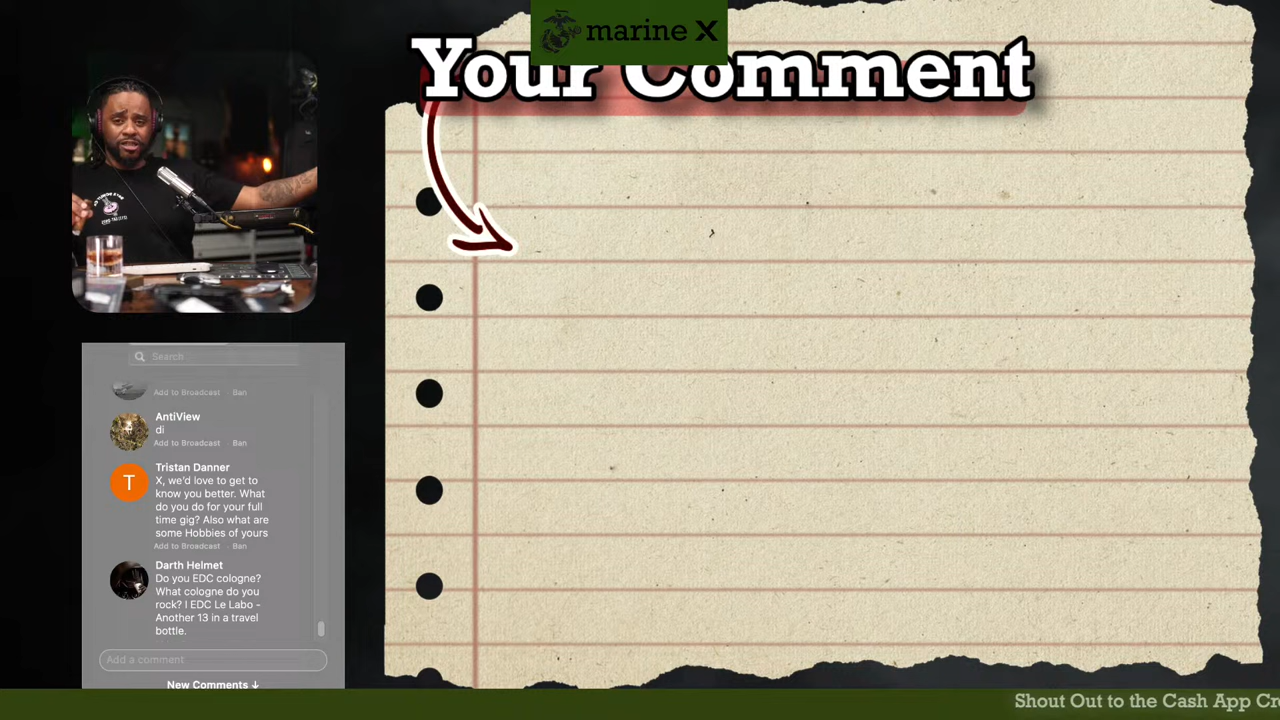 marine X
Your Comment
Search
Add to Broadcast · Ban
AntiView
di
Add to Broadcast · Ban
T
Tristan Danner
X, we'd love to get to
know you better. What
do you do for your full
time gig? Also what are
some Hobbies of yours
Add to Broadcast · Ban
Darth Helmet
Do you EDC cologne?
What cologne do you
rock? I EDC Le Labo -
Another 13 in a travel
bottle.
Add a comment
New Comments ↓
Shout Out to the Cash App Cr